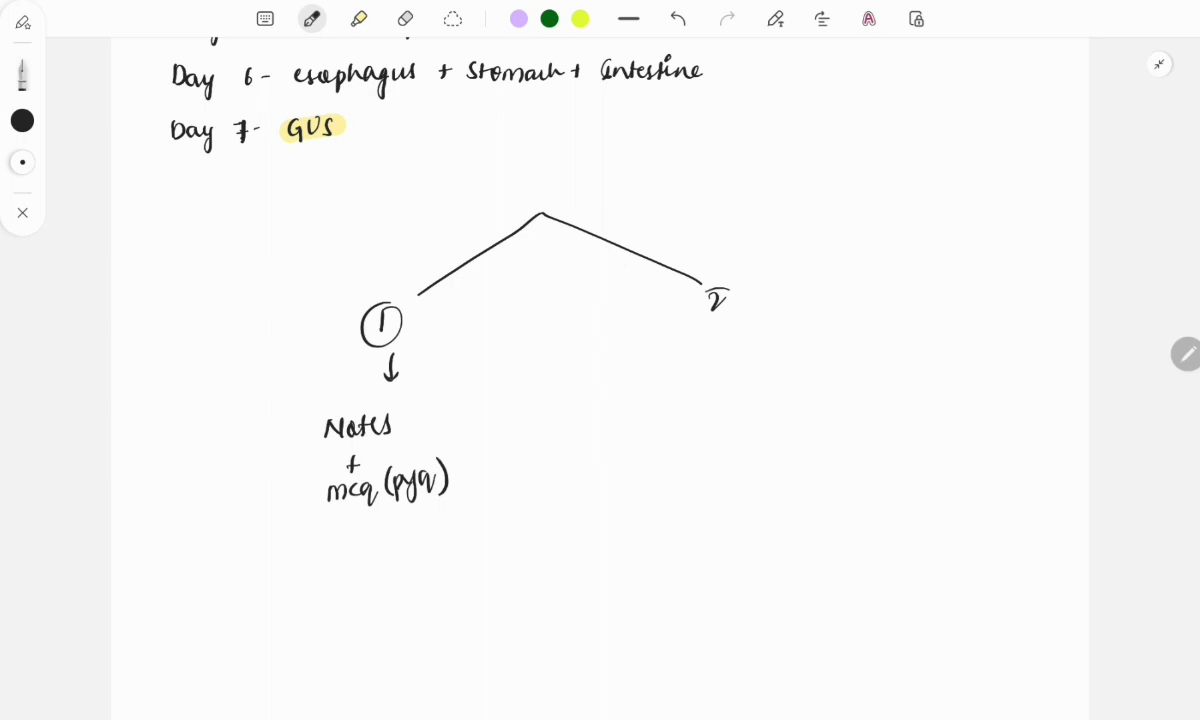 Day 6 - esophagus + Stomach + intestine
Day 7 - GUS
1
2
Notes
+
mcq (pyq)